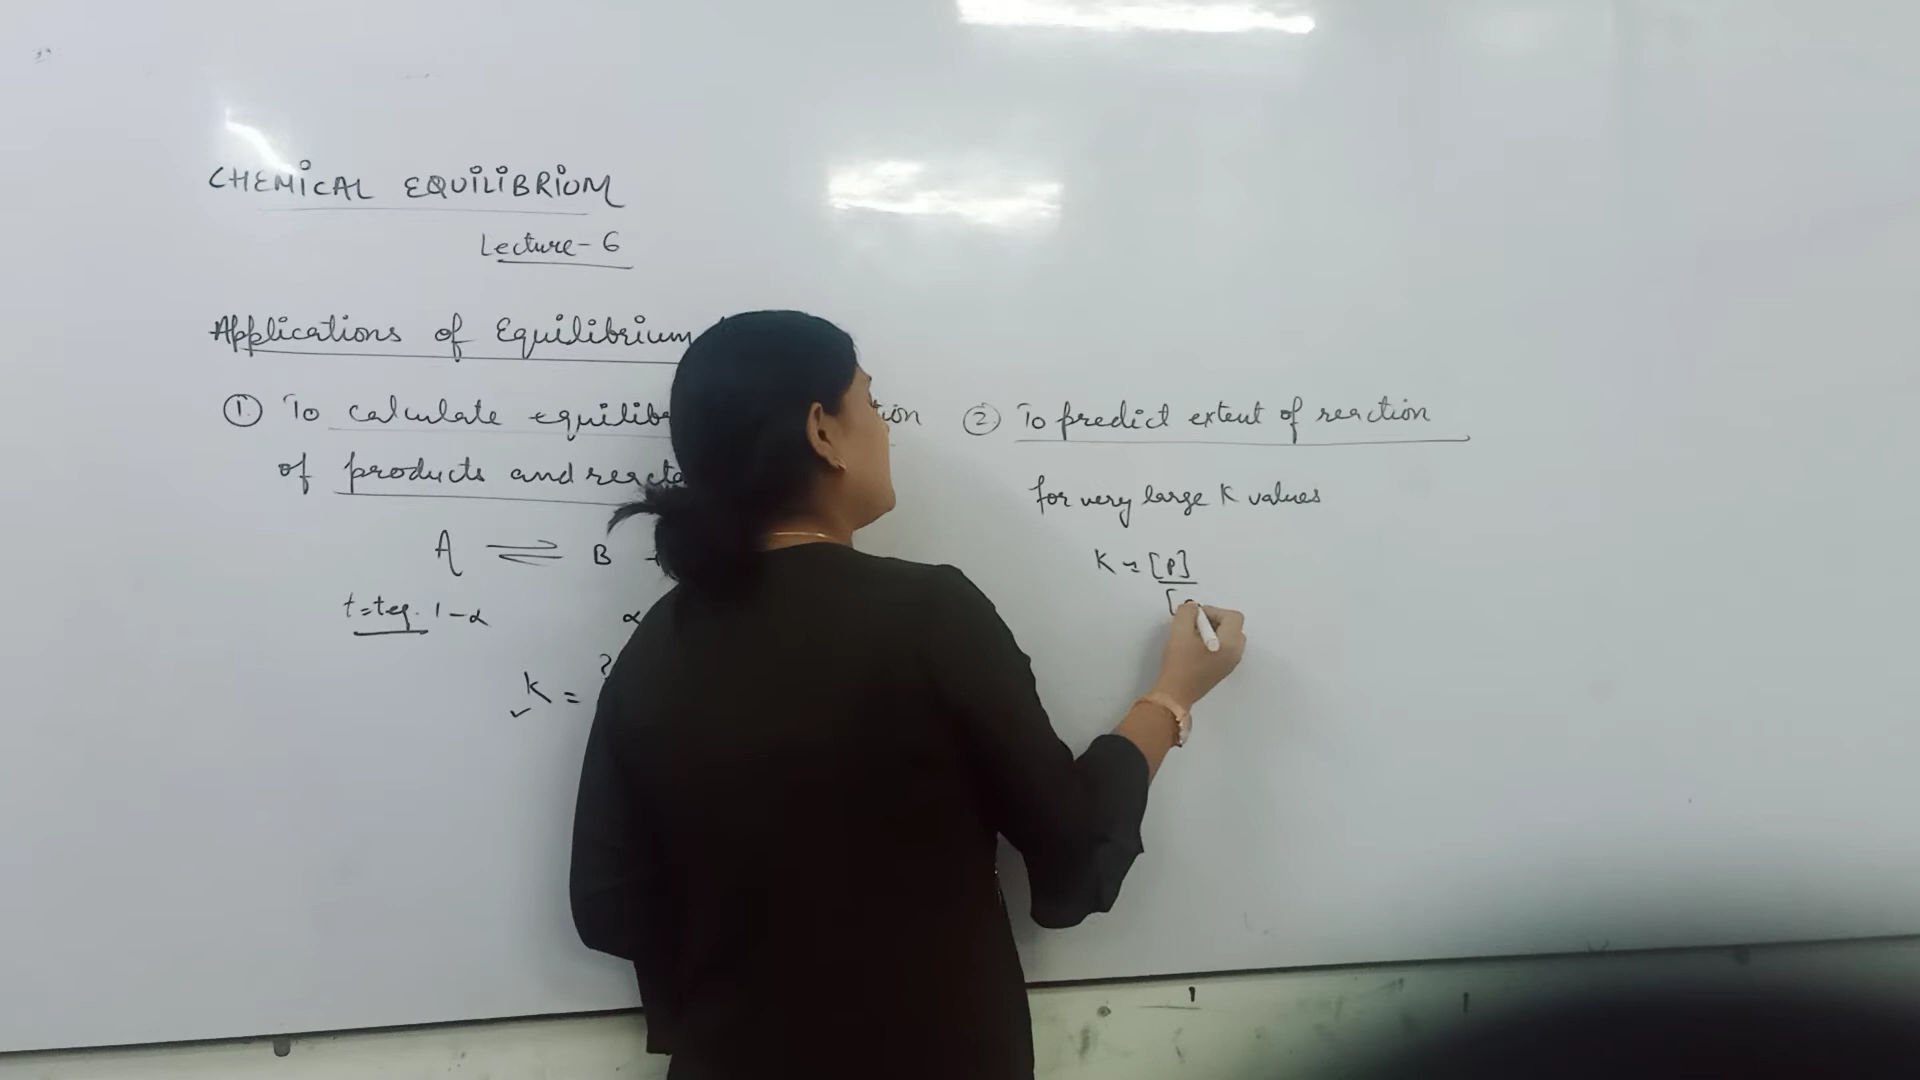 CHEMICAL EQUILIBRIUM
Lecture-6
Applications of Equilibrium
① To calculate equilib tion
of products and reacta
A ⇌ B +
t=teq. 1-α α
K = ?
② To predict extent of reaction
for very large K values
K = [P]
[